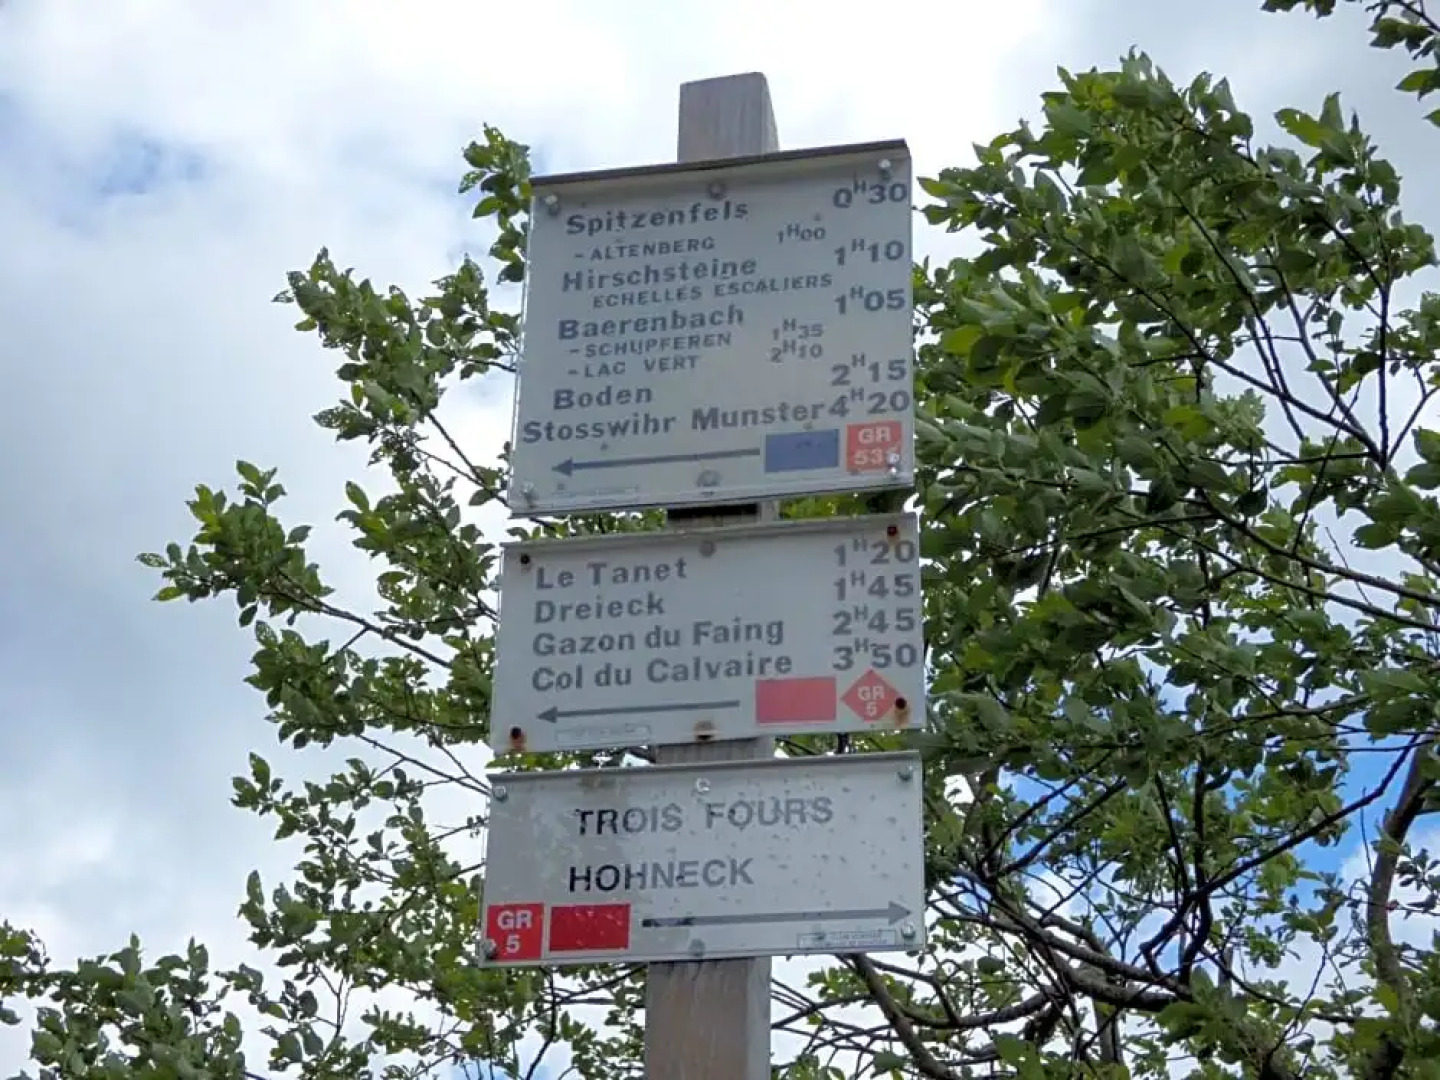 Spitzenfels 0H30
- ALTENBERG 1H00
Hirschsteine 1H10
ECHELLES ESCALIERS
Baerenbach 1H05
- SCHUPFEREN 1H35
- LAC VERT 2H10
Boden 2H15
Stosswihr Munster 4H20
GR
531
Le Tanet 1H20
Dreieck 1H45
Gazon du Faing 2H45
Col du Calvaire 3H50
GR
5
TROIS FOURS
HOHNECK
GR
5